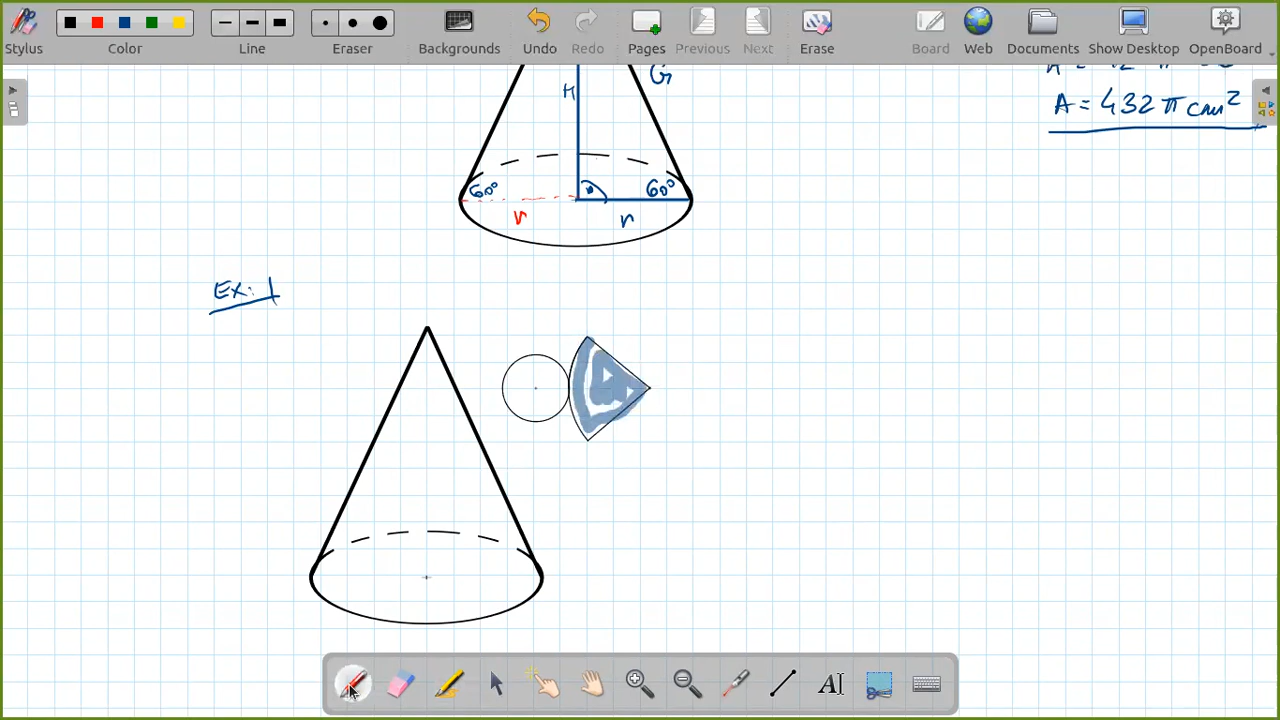 Stylus Color Line Eraser Backgrounds Undo Redo Pages Previous Next Erase Board Web Documents Show Desktop OpenBoard
H
G
A = 432 π cm²
60° 60°
r r
Ex: 1
A